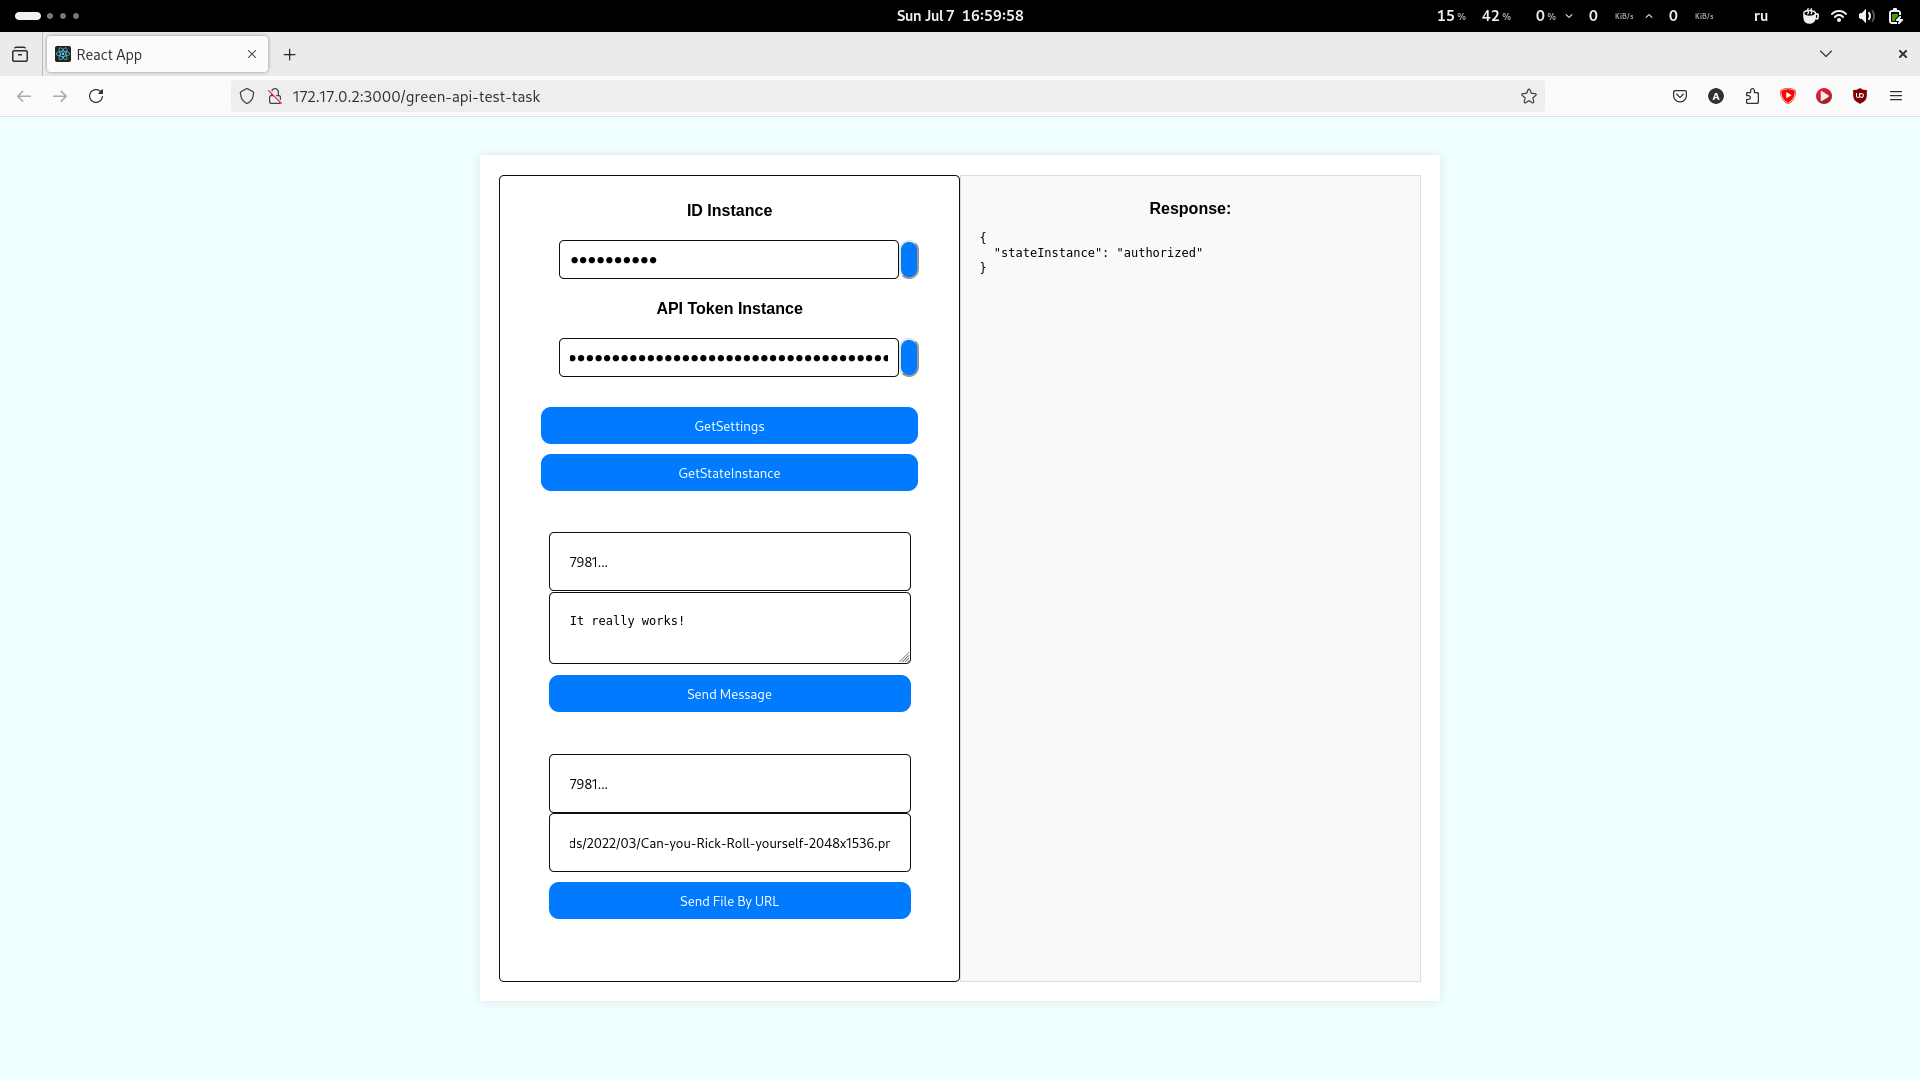 Sun Jul 7 16:59:58
15 % 42 % 0 % 0 KiB/s 0 KiB/s ru
React App
172.17.0.2:3000/green-api-test-task
ID Instance
●●●●●●●●●●
API Token Instance
GetSettings
GetStateInstance
7981...
It really works!
Send Message
7981...
ds/2022/03/Can-you-Rick-Roll-yourself-2048x1536.pr
Send File By URL
Response:
{
"stateInstance": "authorized"
}